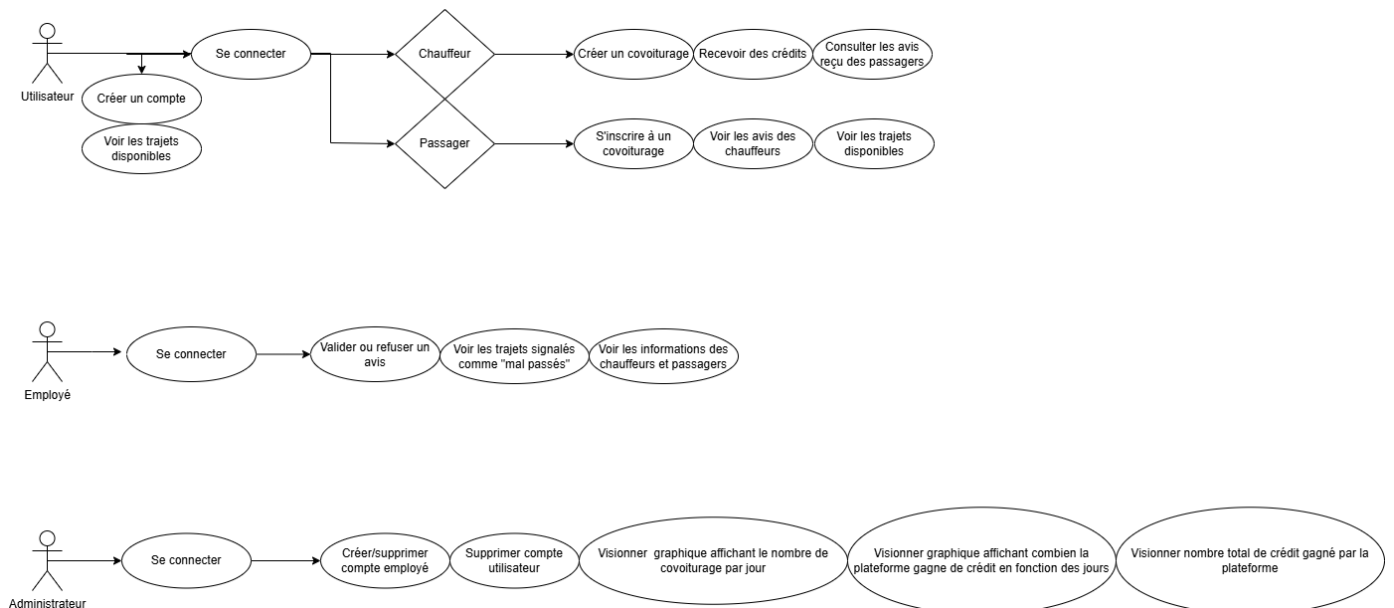 Utilisateur
Se connecter
Créer un compte
Voir les trajets
disponibles
Chauffeur
Créer un covoiturage
Recevoir des crédits
Consulter les avis
reçu des passagers
Passager
S'inscrire à un
covoiturage
Voir les avis des
chauffeurs
Voir les trajets
disponibles
Employé
Se connecter
Valider ou refuser un
avis
Voir les trajets signalés
comme "mal passés"
Voir les informations des
chauffeurs et passagers
Administrateur
Se connecter
Créer/supprimer
compte employé
Supprimer compte
utilisateur
Visionner graphique affichant le nombre de
covoiturage par jour
Visionner graphique affichant combien la
plateforme gagne de crédit en fonction des jours
Visionner nombre total de crédit gagné par la
plateforme